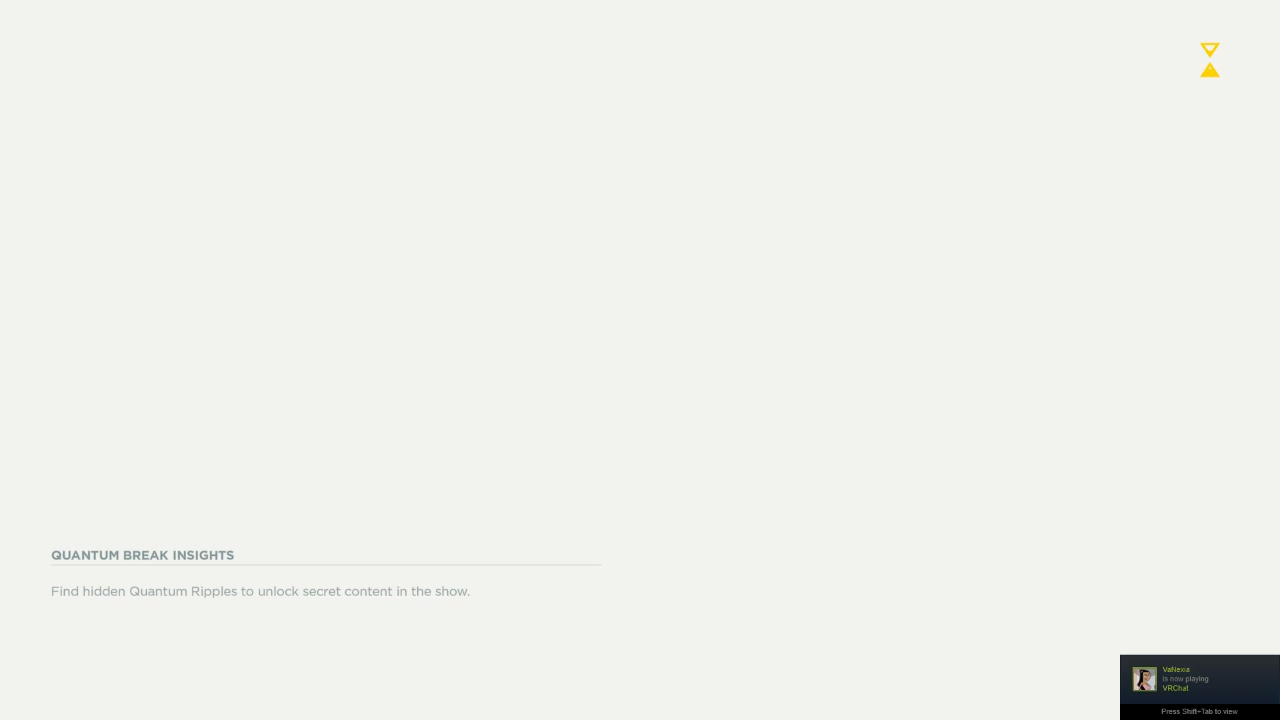 QUANTUM BREAK INSIGHTS
Find hidden Quantum Ripples to unlock secret content in the show.
VaNexia
is now playing
VRChat
Press Shift+Tab to view